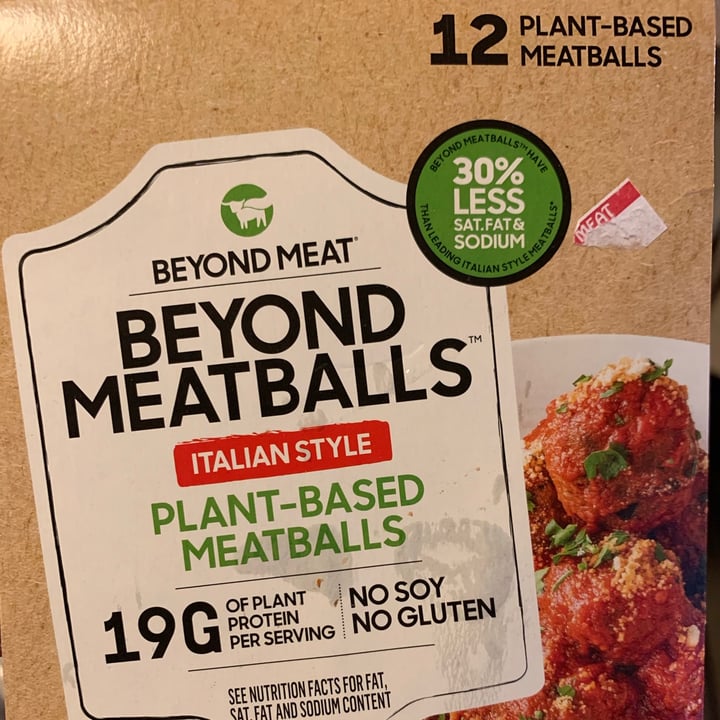 12 PLANT-BASED
MEATBALLS
BEYOND MEATBALLS™ HAVE
30%
LESS
SAT.FAT &
SODIUM
THAN LEADING ITALIAN STYLE MEATBALLS*
MEAT
BEYOND MEAT®
BEYOND
MEATBALLS™
ITALIAN STYLE
PLANT-BASED
MEATBALLS
19G OF PLANT
PROTEIN
PER SERVING
NO SOY
NO GLUTEN
SEE NUTRITION FACTS FOR FAT,
SAT. FAT AND SODIUM CONTENT